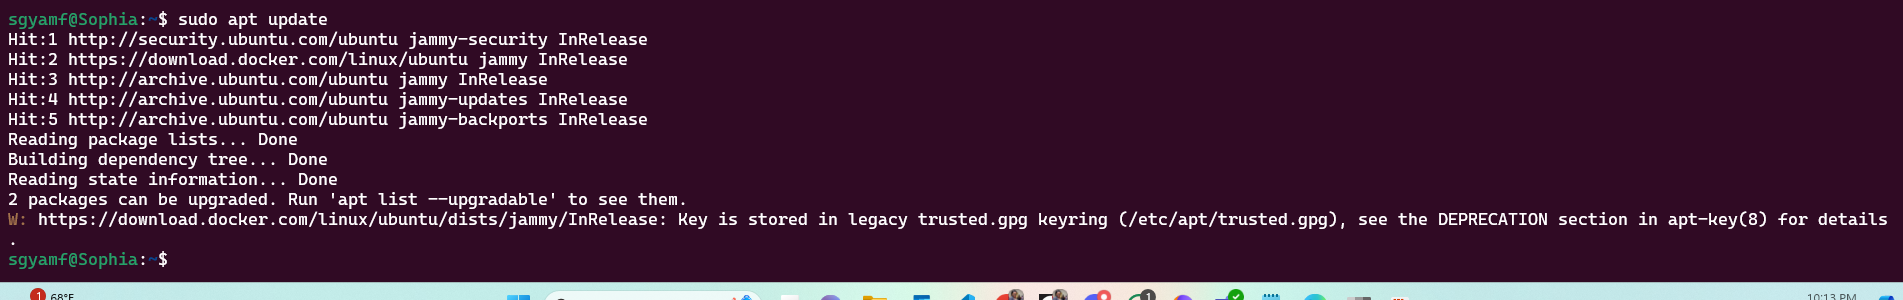 sgyamf@Sophia:~$ sudo apt update
Hit:1 http://security.ubuntu.com/ubuntu jammy-security InRelease
Hit:2 https://download.docker.com/linux/ubuntu jammy InRelease
Hit:3 http://archive.ubuntu.com/ubuntu jammy InRelease
Hit:4 http://archive.ubuntu.com/ubuntu jammy-updates InRelease
Hit:5 http://archive.ubuntu.com/ubuntu jammy-backports InRelease
Reading package lists... Done
Building dependency tree... Done
Reading state information... Done
2 packages can be upgraded. Run 'apt list --upgradable' to see them.
W: https://download.docker.com/linux/ubuntu/dists/jammy/InRelease: Key is stored in legacy trusted.gpg keyring (/etc/apt/trusted.gpg), see the DEPRECATION section in apt-key(8) for details
.
sgyamf@Sophia:~$
1 68°F 1 10:13 PM